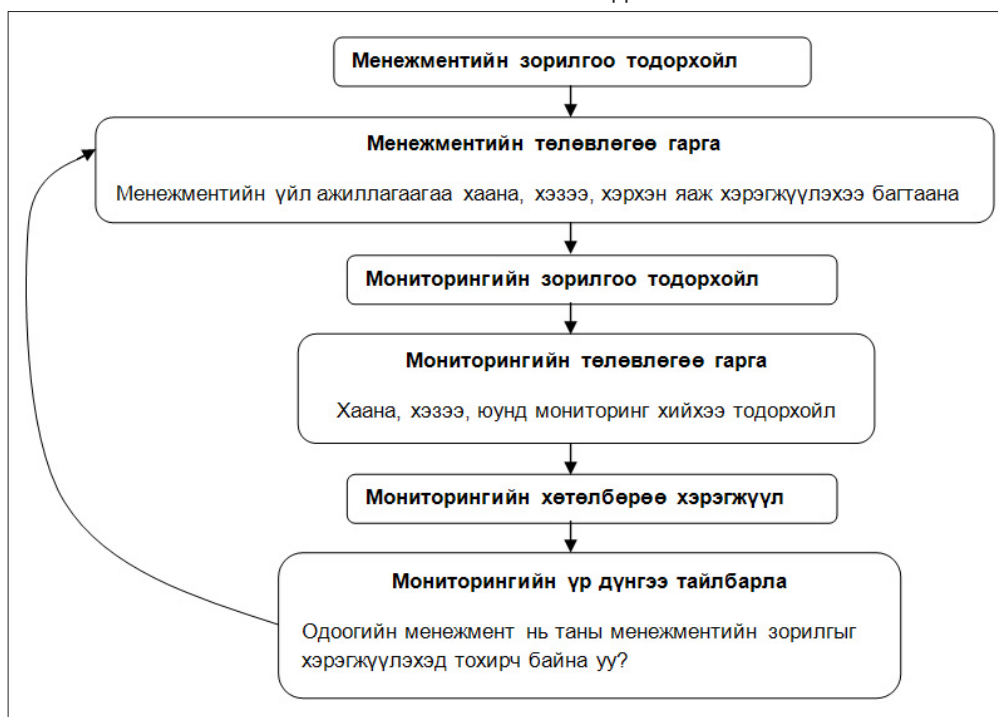 Менежментийн зорилгоо тодорхойл
Менежментийн төлөвлөгөө гарга
Менежментийн үйл ажиллагаагаа хаана, хэзээ, хэрхэн яаж хэрэгжүүлэхээ багтаана
Мониторингийн зорилгоо тодорхойл
Мониторингийн төлөвлөгөө гарга
Хаана, хэзээ, юунд мониторинг хийхээ тодорхойл
Мониторингийн хөтөлбөрөө хэрэгжүүл
Мониторингийн үр дүнгээ тайлбарла
Одоогийн менежмент нь таны менежментийн зорилгыг
хэрэгжүүлэхэд тохирч байна уу?